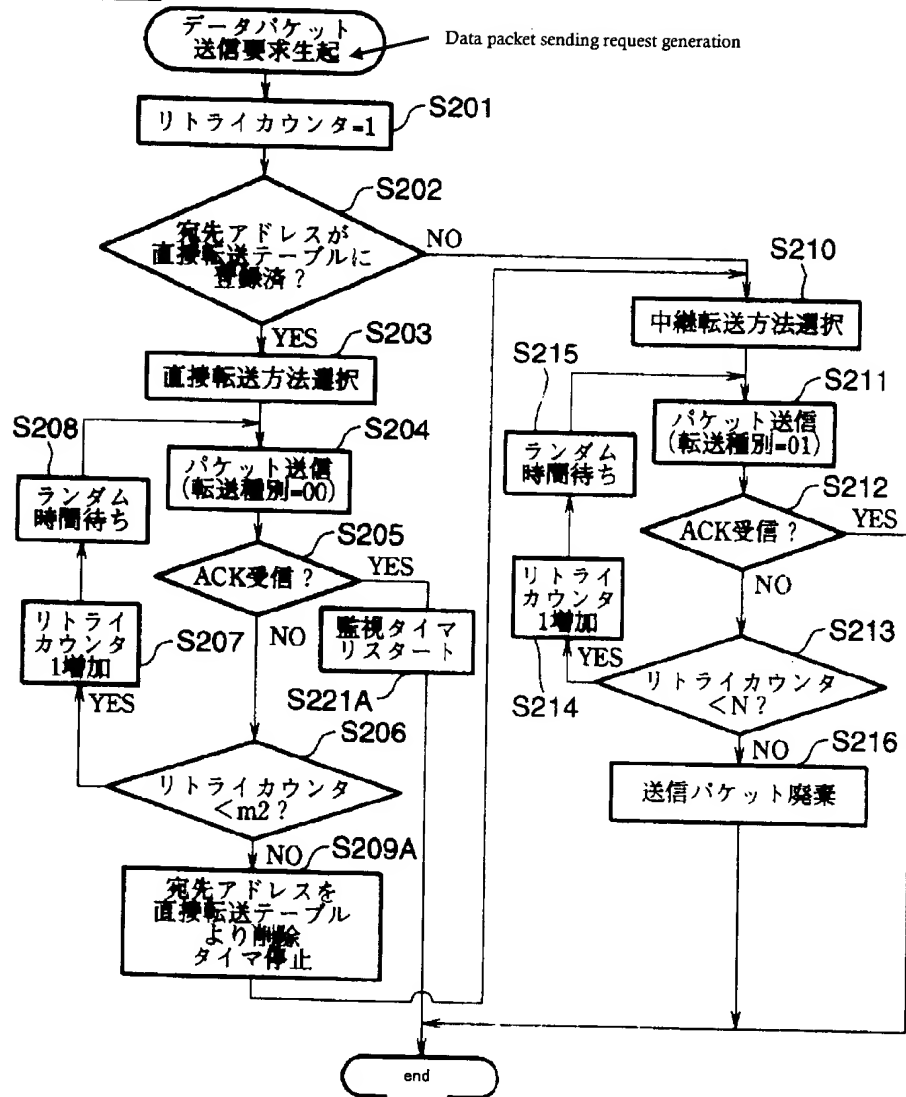 データパケット
送信要求生起
Data packet sending request generation
S201
リトライカウンタ=1
S202
宛先アドレスが
直接転送テーブルに
登録済？
NO
YES
S203
直接転送方法選択
S204
パケット送信
(転送種別=00)
S205
ACK受信？
YES
NO
監視タイマ
リスタート
S221A
S206
リトライカウンタ
<m2？
YES
S207
リトライ
カウンタ
1増加
S208
ランダム
時間待ち
NO
S209A
宛先アドレスを
直接転送テーブル
より削除
タイマ停止
S210
中継転送方法選択
S211
パケット送信
(転送種別=01)
S212
ACK受信？
YES
NO
S213
リトライカウンタ
<N？
YES
S214
リトライ
カウンタ
1増加
S215
ランダム
時間待ち
NO
S216
送信パケット廃棄
end